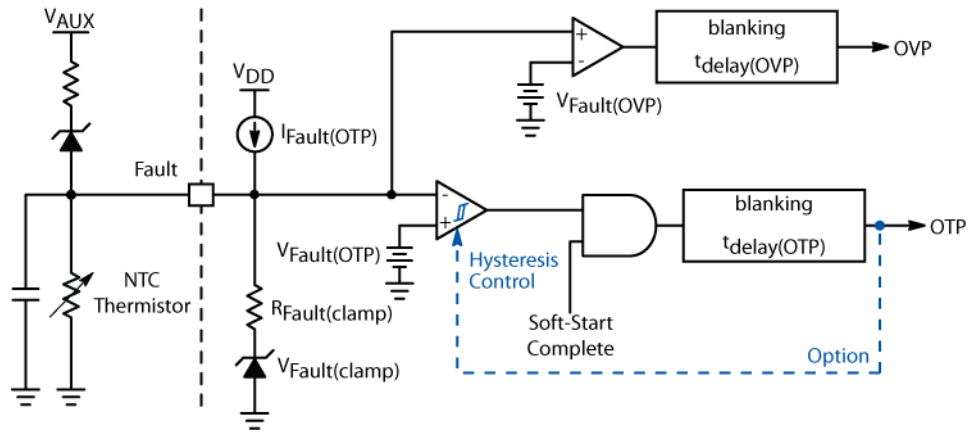 VAUX
blanking
tdelay(OVP)
OVP
+
-
VFault(OVP)
VDD
IFault(OTP)
Fault
-
+
VFault(OTP)
Hysteresis
Control
blanking
tdelay(OTP)
OTP
NTC
Thermistor
RFault(clamp)
VFault(clamp)
Soft-Start
Complete
Option